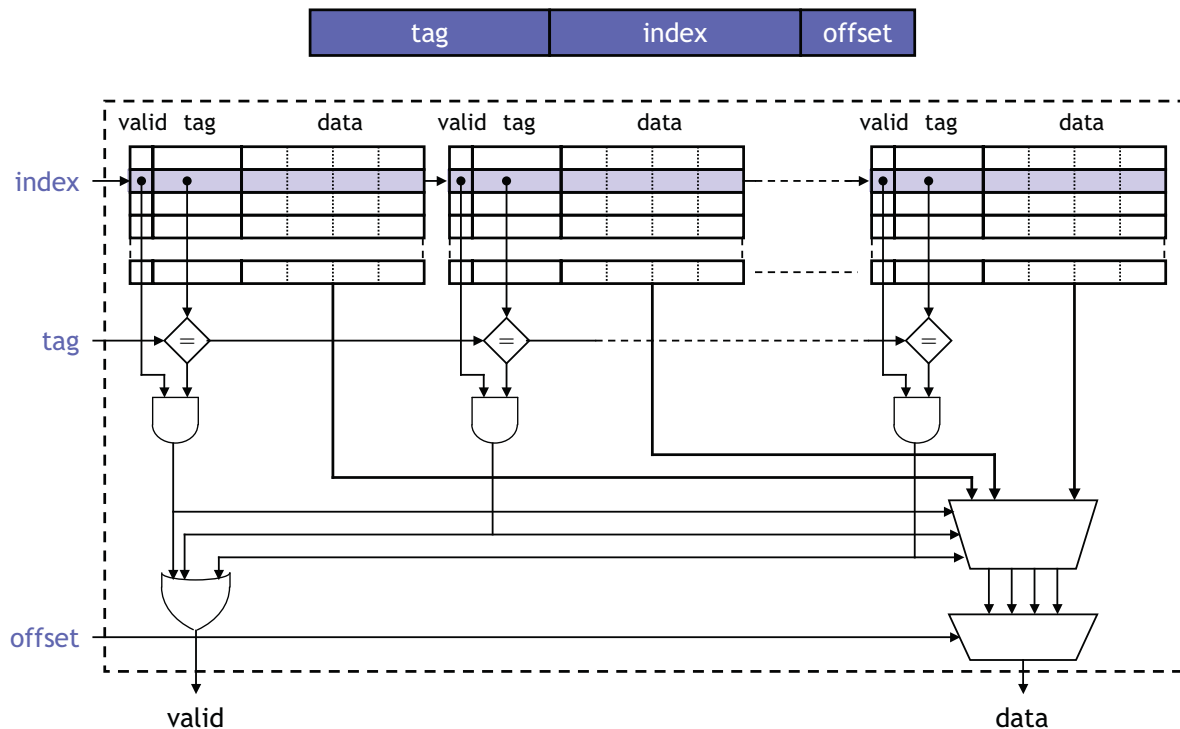 tag index offset
valid tag data valid tag data valid tag data
index
tag = = =
offset
valid data